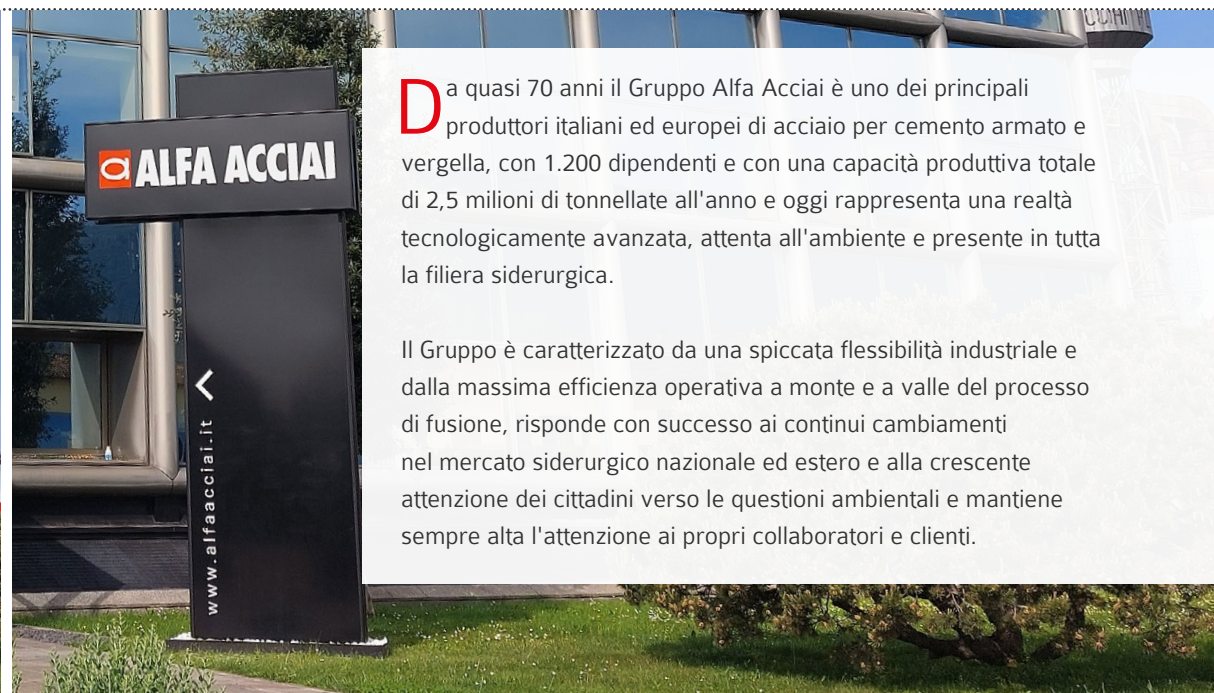 ALFA ACCIAI
www.alfaacciai.it
Da quasi 70 anni il Gruppo Alfa Acciai è uno dei principali
produttori italiani ed europei di acciaio per cemento armato e
vergella, con 1.200 dipendenti e con una capacità produttiva totale
di 2,5 milioni di tonnellate all'anno e oggi rappresenta una realtà
tecnologicamente avanzata, attenta all'ambiente e presente in tutta
la filiera siderurgica.
Il Gruppo è caratterizzato da una spiccata flessibilità industriale e
dalla massima efficienza operativa a monte e a valle del processo
di fusione, risponde con successo ai continui cambiamenti
nel mercato siderurgico nazionale ed estero e alla crescente
attenzione dei cittadini verso le questioni ambientali e mantiene
sempre alta l'attenzione ai propri collaboratori e clienti.